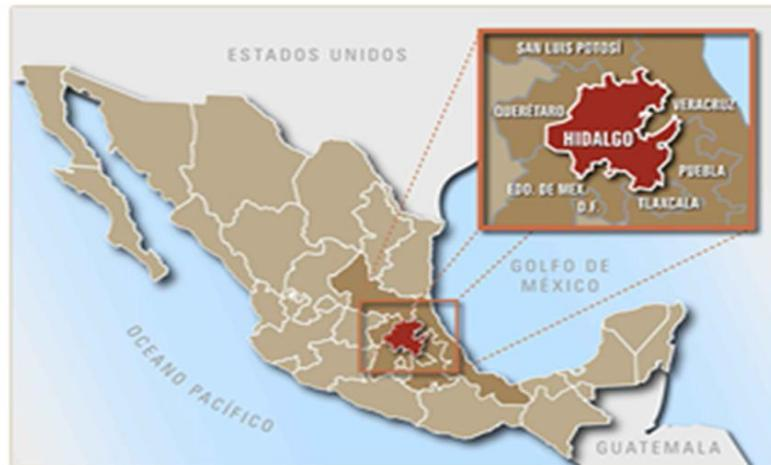 ESTADOS UNIDOS
SAN LUIS POTOSÍ
QUERÉTARO
VERACRUZ
HIDALGO
PUEBLA
EDO. DE MEX.
D.F.
TLAXCALA
GOLFO DE
MÉXICO
OCEANO PACÍFICO
GUATEMALA